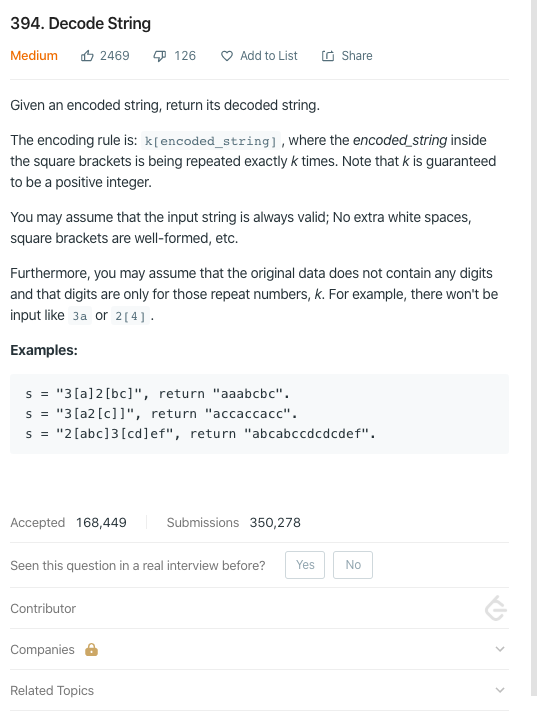 394. Decode String
Medium 2469 126 Add to List Share
Given an encoded string, return its decoded string.
The encoding rule is: k[encoded_string] , where the encoded_string inside
the square brackets is being repeated exactly k times. Note that k is guaranteed
to be a positive integer.
You may assume that the input string is always valid; No extra white spaces,
square brackets are well-formed, etc.
Furthermore, you may assume that the original data does not contain any digits
and that digits are only for those repeat numbers, k. For example, there won't be
input like 3a or 2[4] .
Examples:
s = "3[a]2[bc]", return "aaabcbc".
s = "3[a2[c]]", return "accaccacc".
s = "2[abc]3[cd]ef", return "abcabccdcdcdef".
Accepted 168,449 Submissions 350,278
Seen this question in a real interview before? Yes No
Contributor
Companies
Related Topics